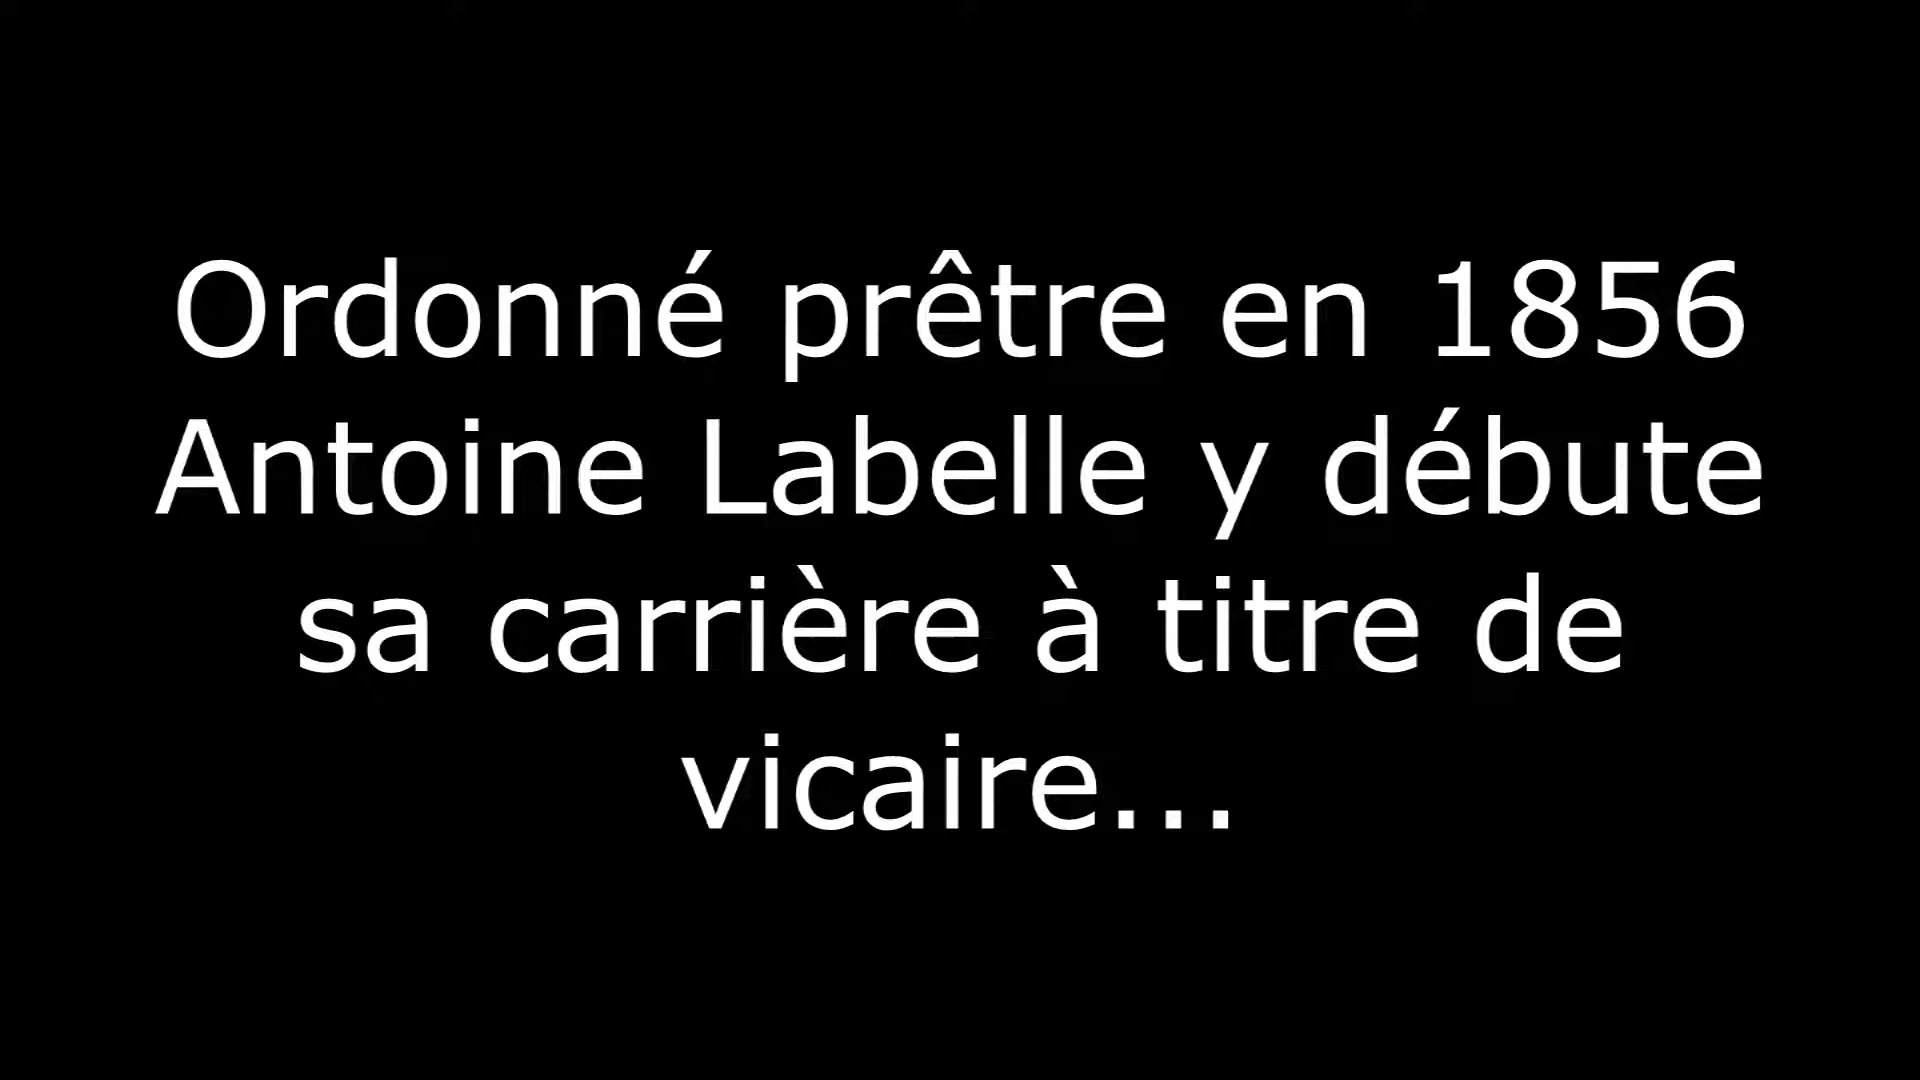 Ordonné prêtre en 1856
Antoine Labelle y débute
sa carrière à titre de
vicaire...